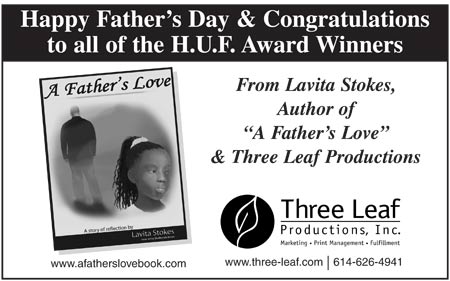 Happy Father's Day & Congratulations
to all of the H.U.F. Award Winners
A Father's Love
A story of reflection by Lavita Stokes
www.afatherslovebook.com
From Lavita Stokes,
Author of
“A Father's Love”
& Three Leaf Productions
Three Leaf
Productions, Inc.
Marketing • Print Management • Fulfillment
www.three-leaf.com | 614-626-4941